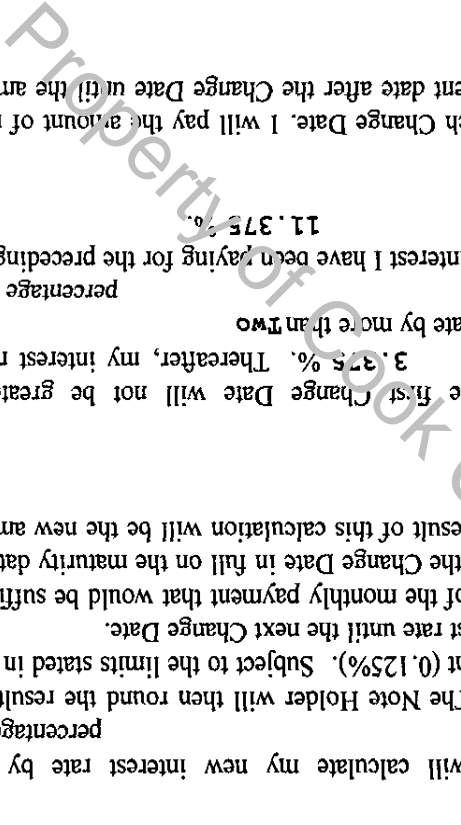 will calculate my new interest rate by
percentage
The Note Holder will then round the result
nt (0.125%). Subject to the limits stated in
st rate until the next Change Date.
of the monthly payment that would be suffi
the Change Date in full on the maturity dat
esult of this calculation will be the new am
e first Change Date will not be greate
3.375 %. Thereafter, my interest r
ate by more than Two
percentage
interest I have been paying for the preceding
11.375 %.
ch Change Date. I will pay the amount of
ent date after the Change Date until the am
Property of Cook C